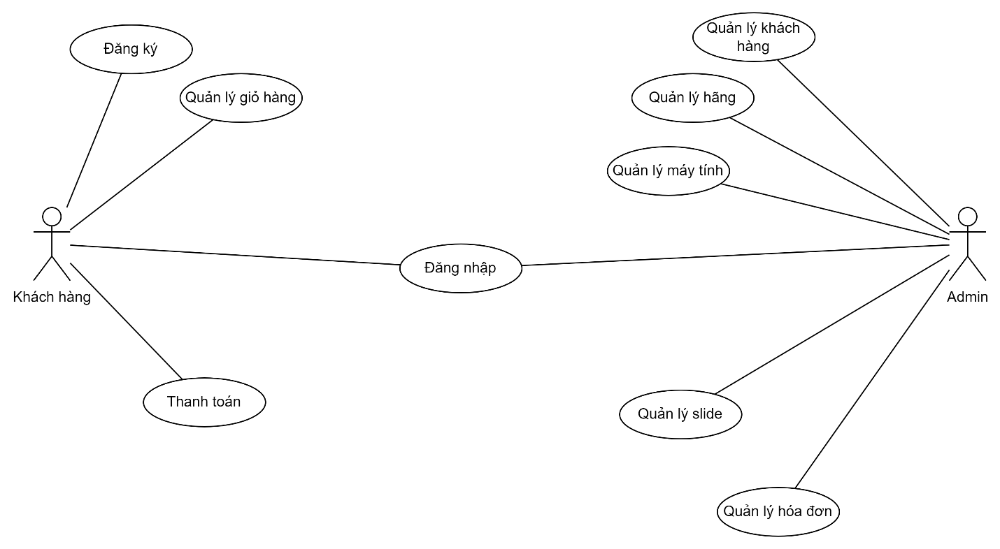 Quản lý khách
hàng
Đăng ký
Quản lý giỏ hàng
Quản lý hãng
Quản lý máy tính
Đăng nhập
Khách hàng
Admin
Thanh toán
Quản lý slide
Quản lý hóa đơn